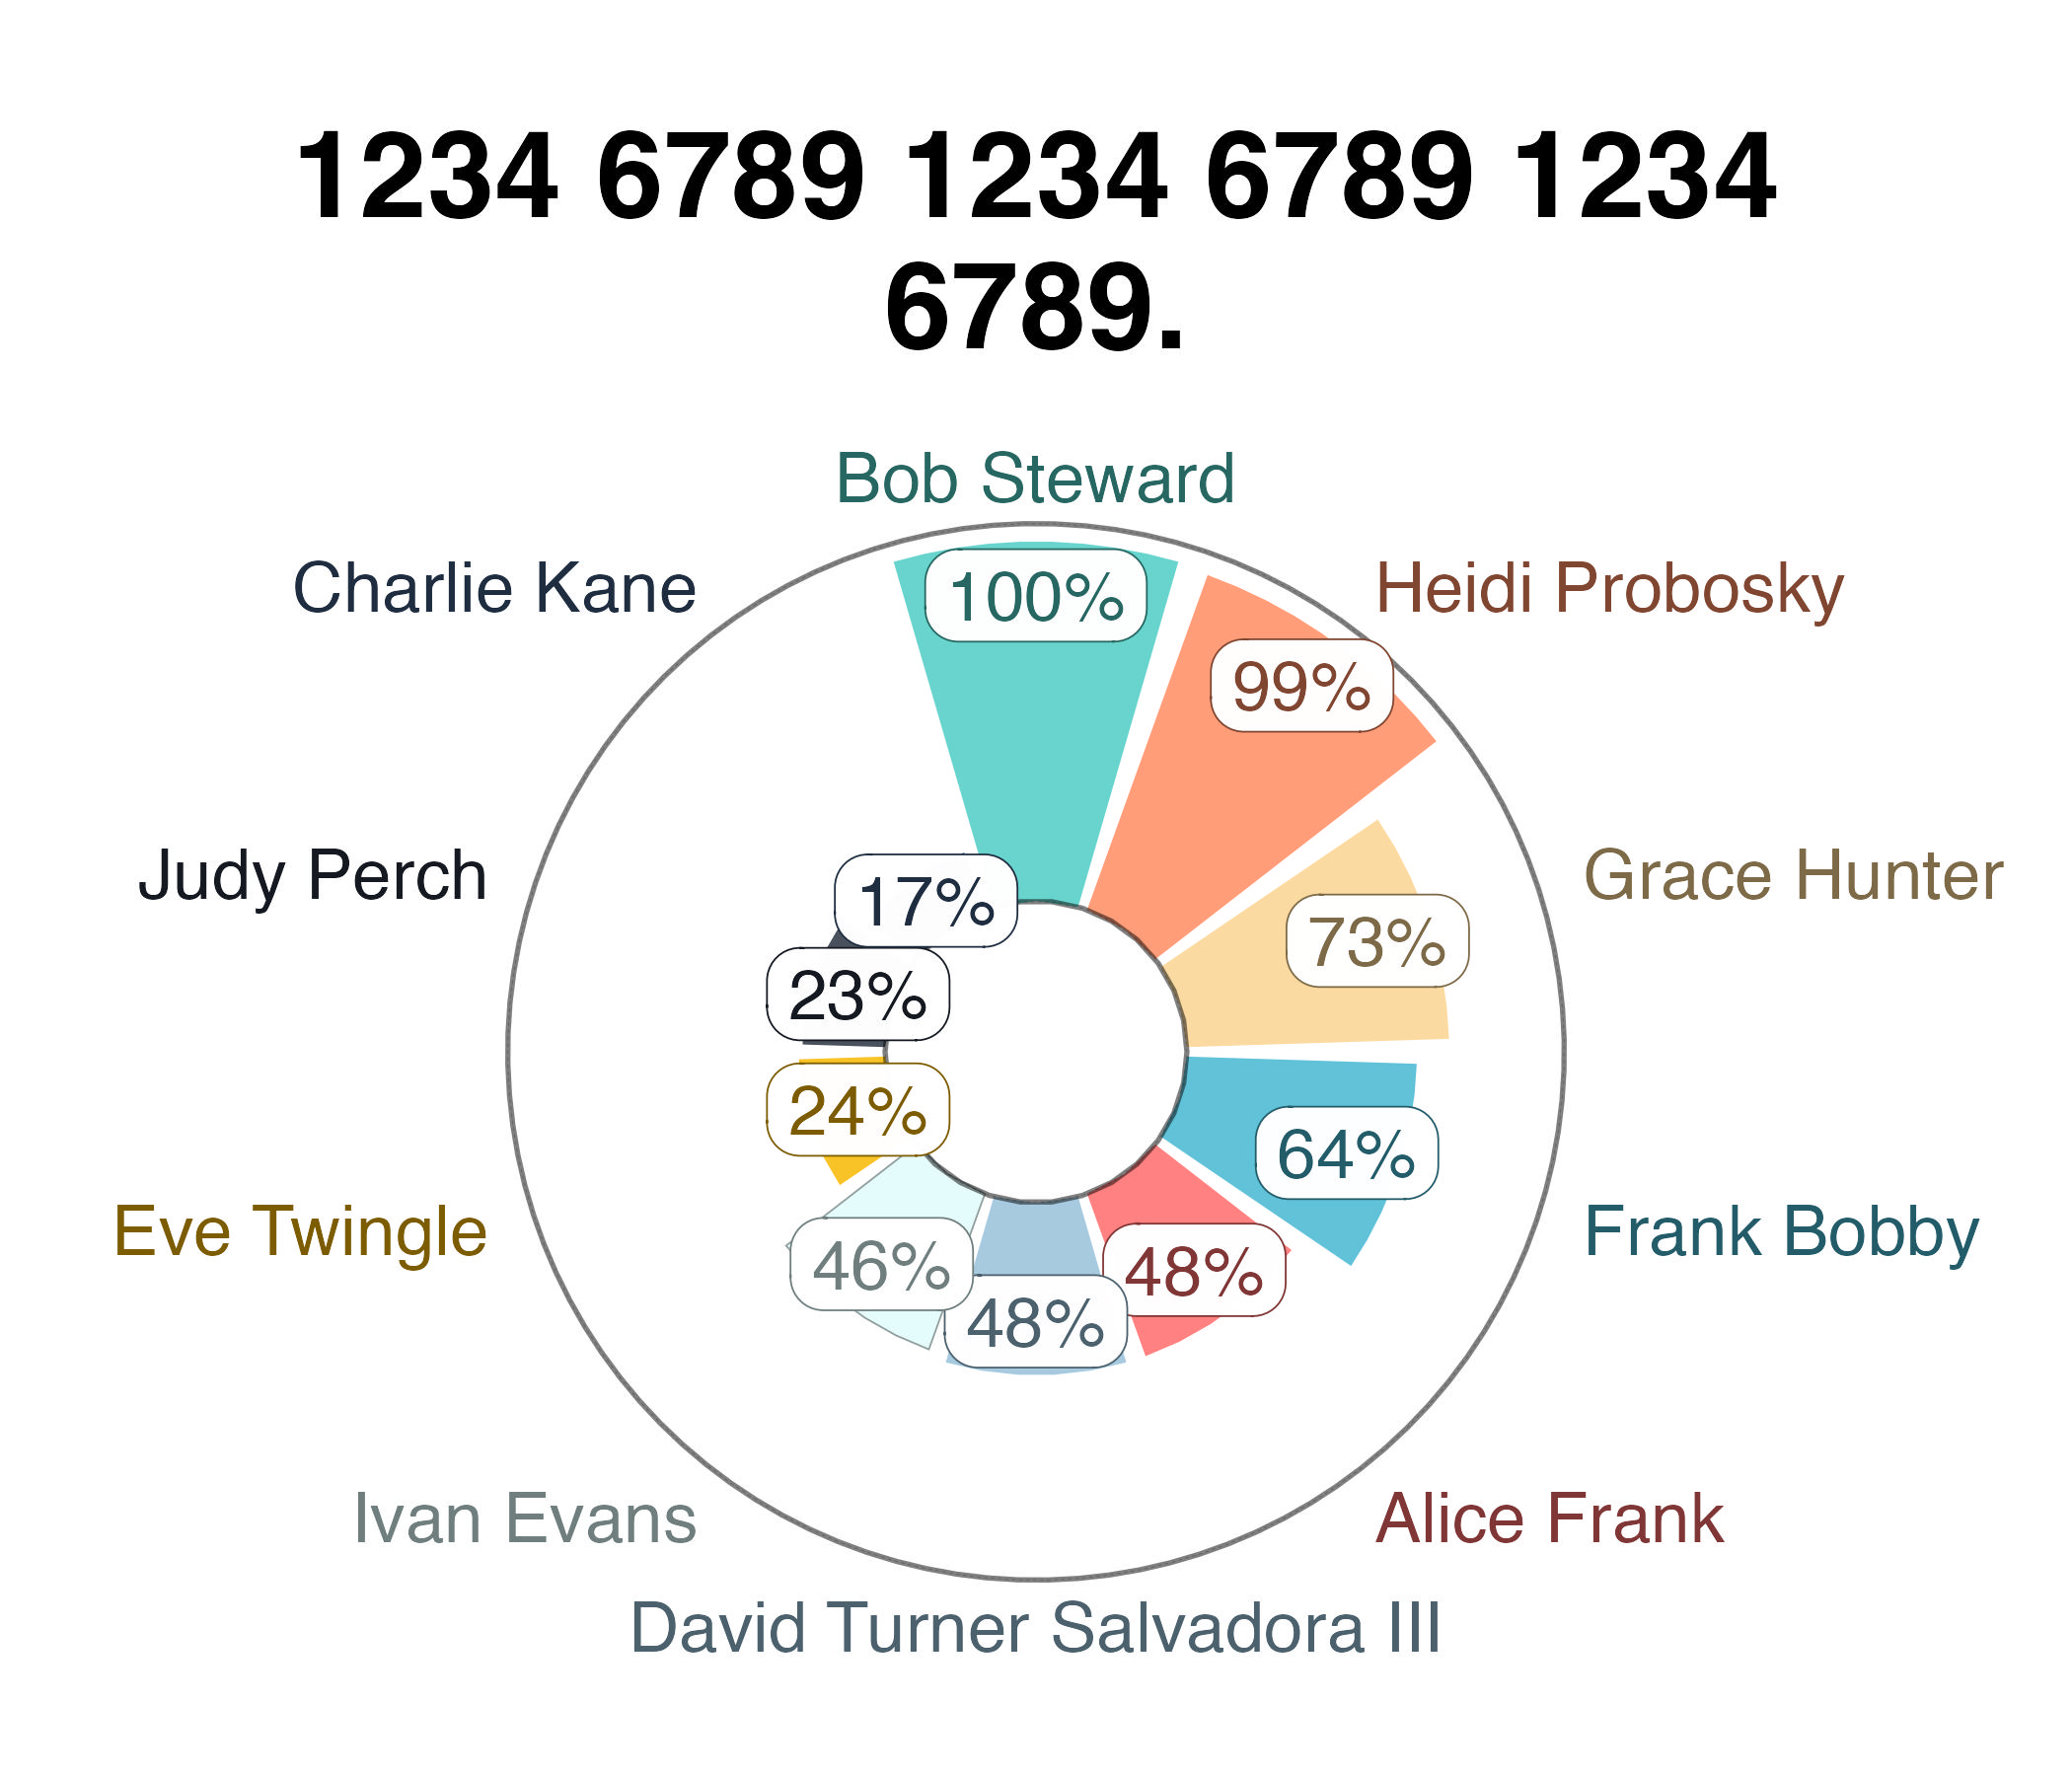 1234 6789 1234 6789 1234
6789.
Bob Steward
Charlie Kane
Heidi Probosky
100%
99%
Judy Perch
Grace Hunter
17%
73%
23%
24%
64%
Eve Twingle
Frank Bobby
46%
48%
48%
Ivan Evans
Alice Frank
David Turner Salvadora III